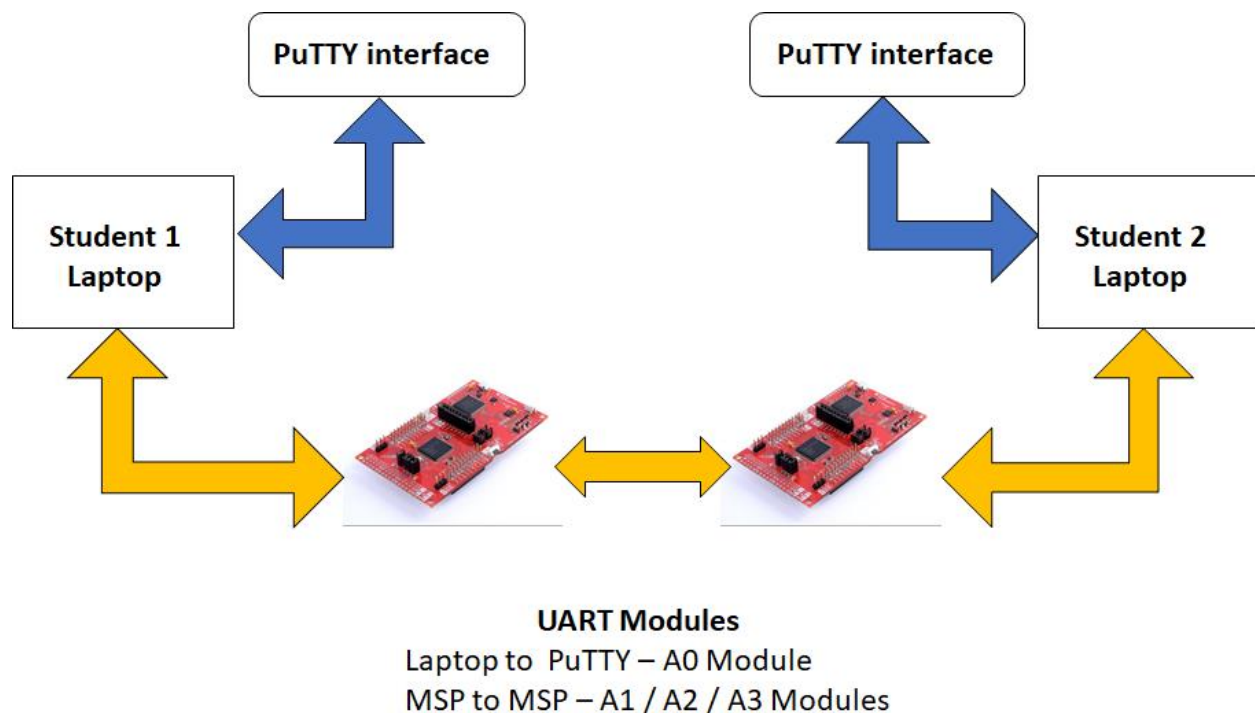 PuTTY interface
PuTTY interface
Student 1
Laptop
Student 2
Laptop
UART Modules
Laptop to PuTTY – A0 Module
MSP to MSP – A1 / A2 / A3 Modules